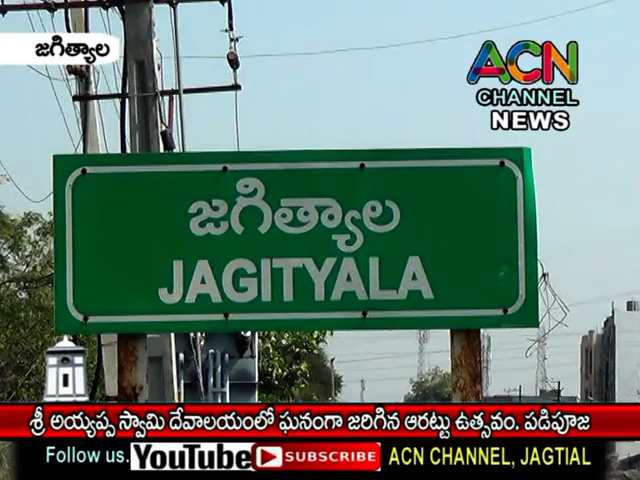 జగిత్యాల
ACN
CHANNEL
NEWS
జగిత్యాల
JAGITYALA
శ్రీ అయ్యప్ప స్వామి దేవాలయంలో ఘనంగా జరిగిన ఆరట్టు ఉత్సవం. పడిపూజ
Follow us. YouTube SUBSCRIBE ACN CHANNEL, JAGTIAL